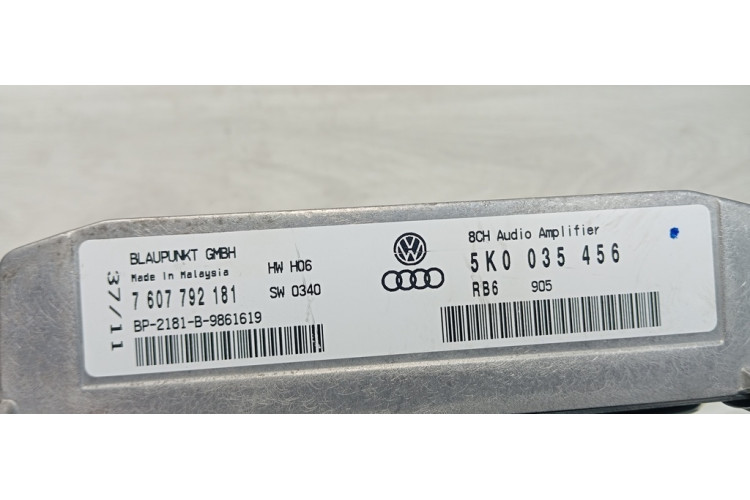 BLAUPUNKT GMBH
Made in Malaysia
7 607 792 181
BP-2181-B-9861619
37/11
HW H06
SW 0340
8CH Audio Amplifier
5K0 035 456
RB6 905